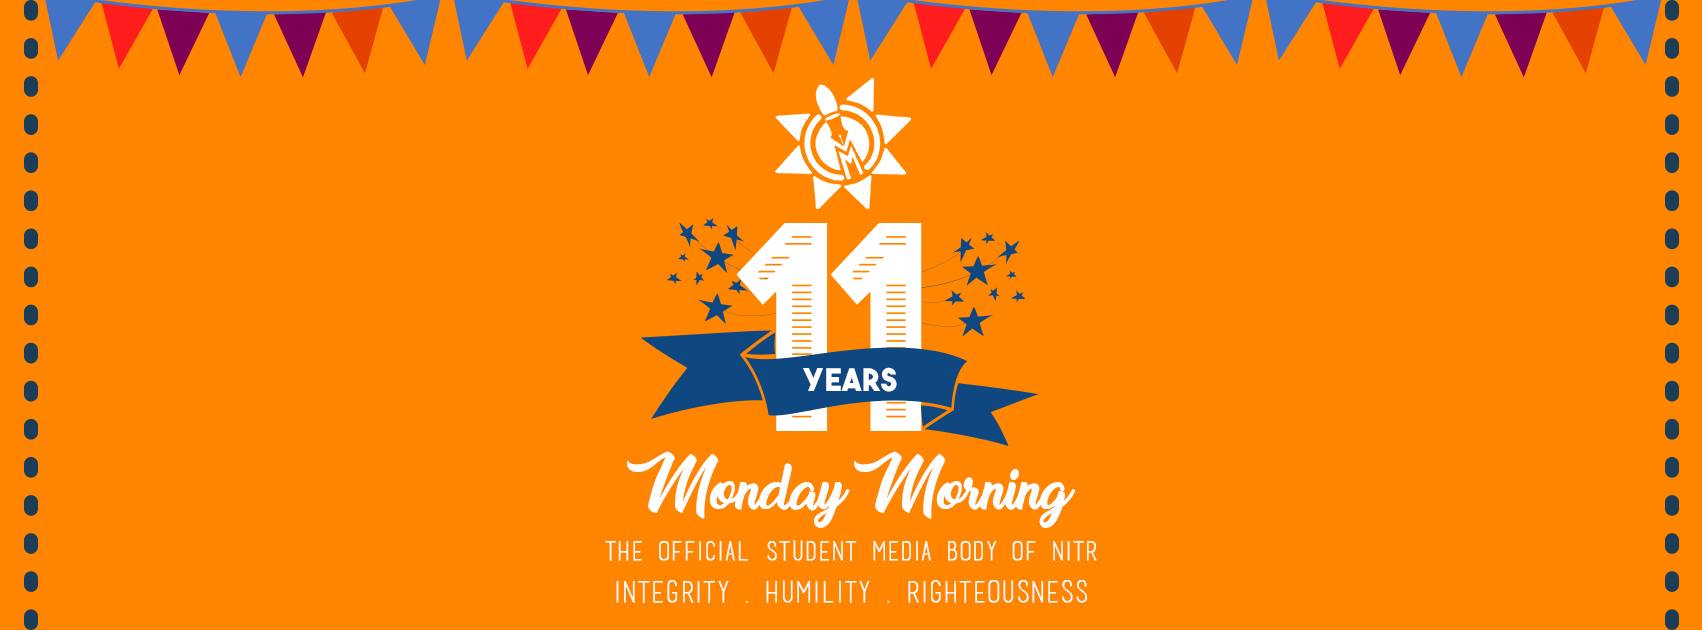 M
11
YEARS
Monday Morning
THE OFFICIAL STUDENT MEDIA BODY OF NITR
INTEGRITY . HUMILITY . RIGHTEOUSNESS